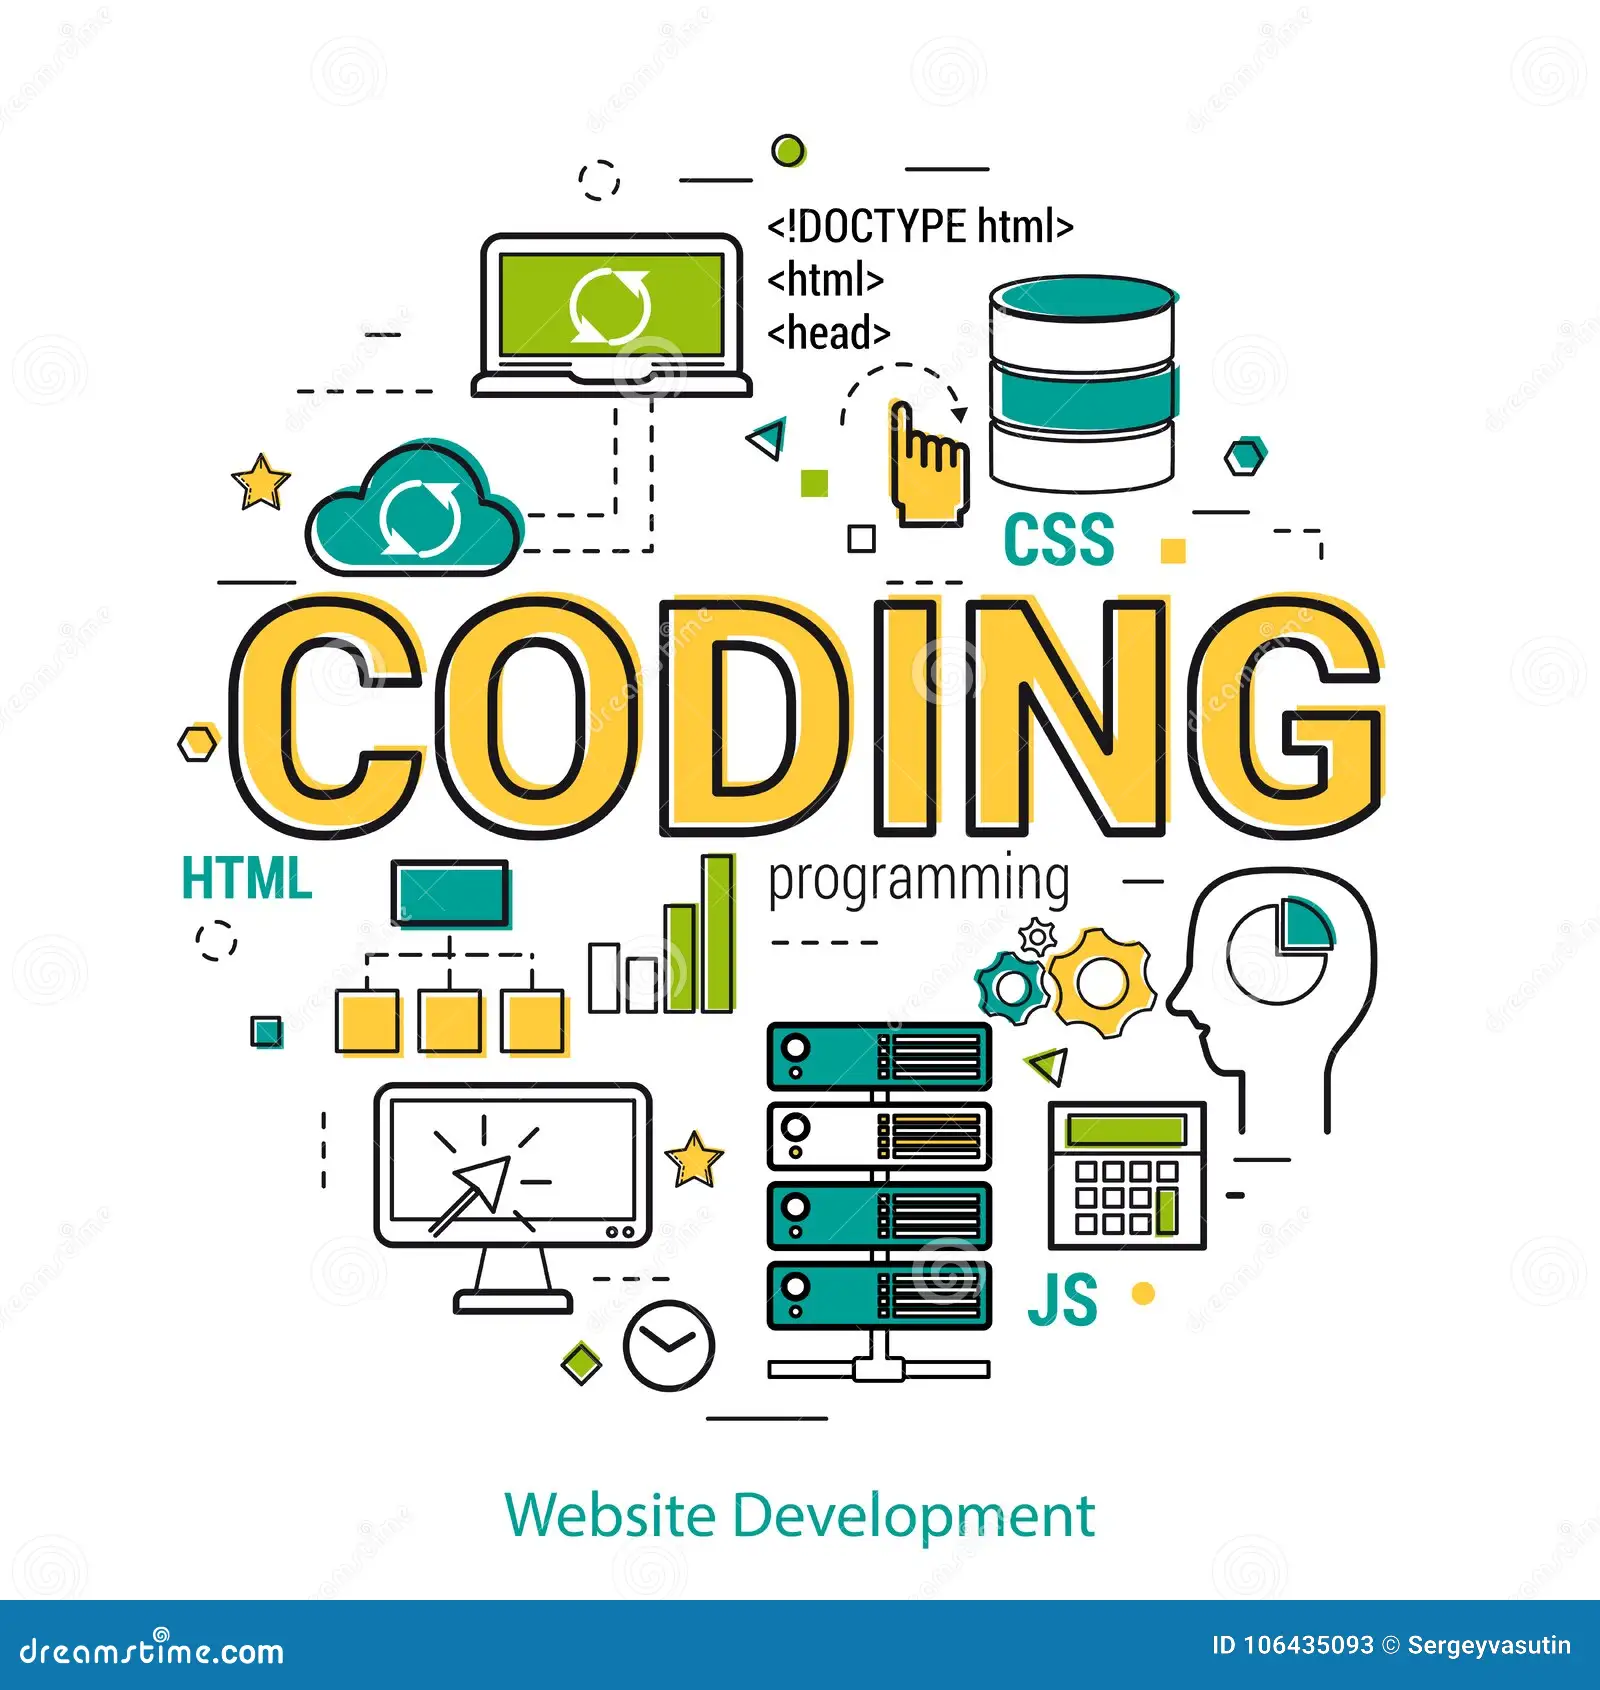 <!DOCTYPE html>
<html>
<head>
CSS
CODING
HTML
programming
JS
Website Development
dreamstime.com
ID 106435093 © Sergeyvasutin